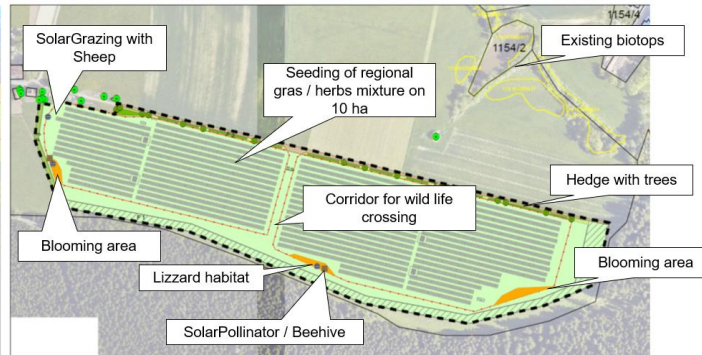 SolarGrazing with
Sheep
Seeding of regional
gras / herbs mixture on
10 ha
1154/4
1154/2
Existing biotops
Hedge with trees
Corridor for wild life
crossing
Blooming area
Lizzard habitat
Blooming area
SolarPollinator / Beehive